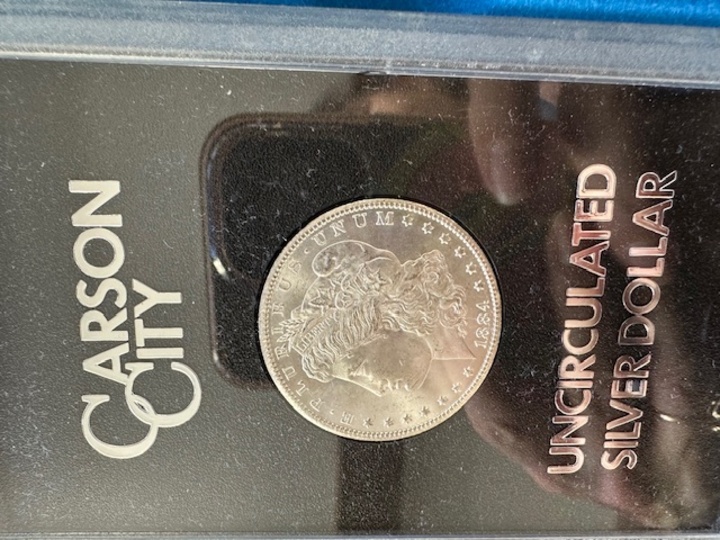 CARSON
CITY
E · PLURIBUS · UNUM
1884
UNCIRCULATED
SILVER DOLLAR